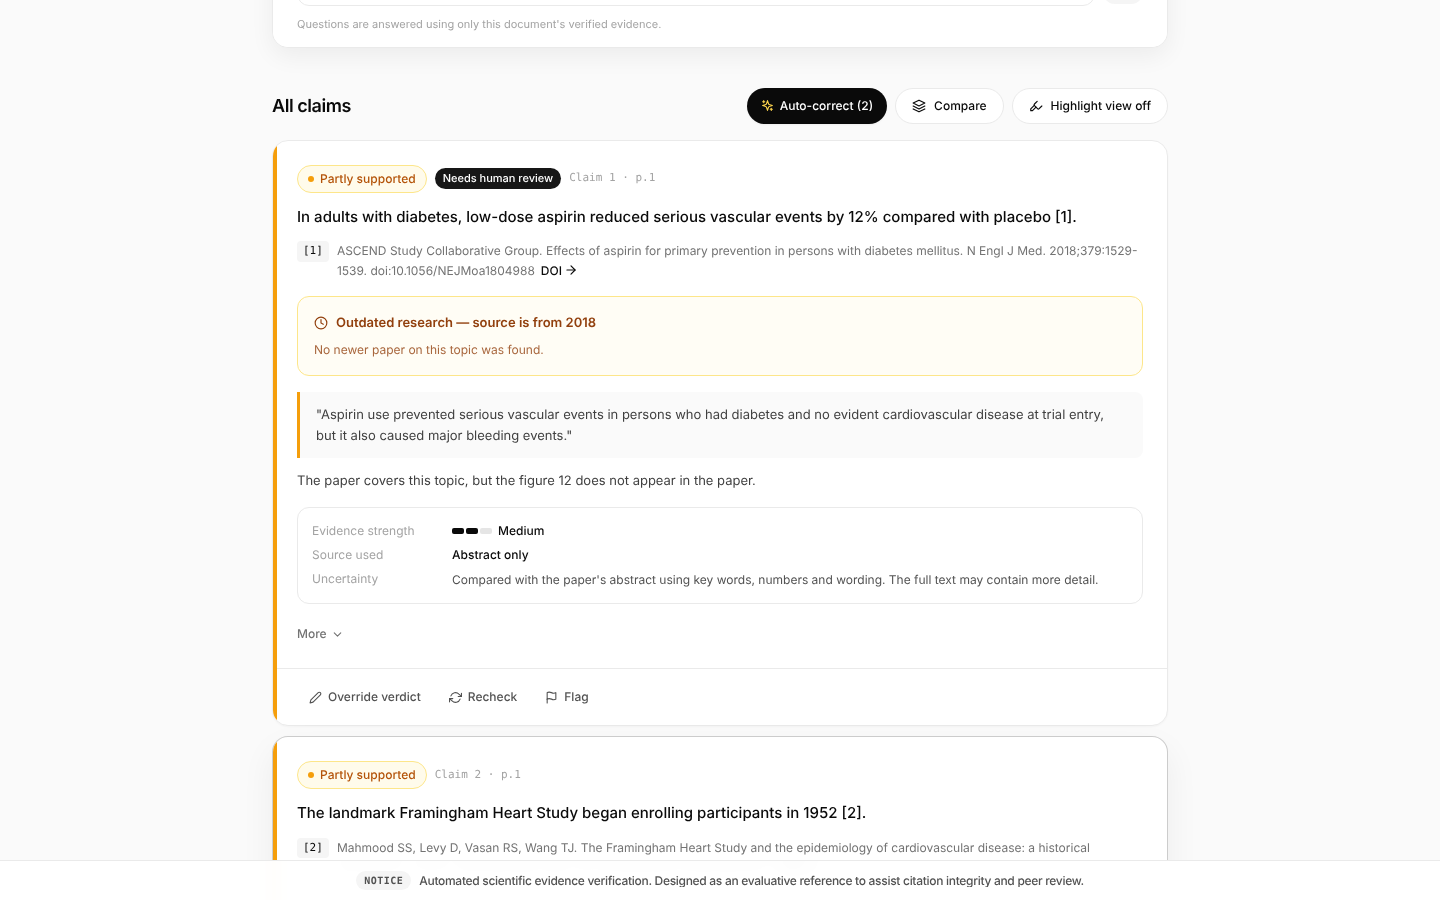 Questions are answered using only this document's verified evidence.
All claims
Auto-correct (2)
Compare
Highlight view off
Partly supported
Needs human review
Claim 1 · p.1
In adults with diabetes, low-dose aspirin reduced serious vascular events by 12% compared with placebo [1].
[1]
ASCEND Study Collaborative Group. Effects of aspirin for primary prevention in persons with diabetes mellitus. N Engl J Med. 2018;379:1529-
1539. doi:10.1056/NEJMoa1804988 DOI →
Outdated research — source is from 2018
No newer paper on this topic was found.
"Aspirin use prevented serious vascular events in persons who had diabetes and no evident cardiovascular disease at trial entry,
but it also caused major bleeding events."
The paper covers this topic, but the figure 12 does not appear in the paper.
Evidence strength
Medium
Source used
Abstract only
Uncertainty
Compared with the paper's abstract using key words, numbers and wording. The full text may contain more detail.
More
Override verdict
Recheck
Flag
Partly supported
Claim 2 · p.1
The landmark Framingham Heart Study began enrolling participants in 1952 [2].
[2]
Mahmood SS, Levy D, Vasan RS, Wang TJ. The Framingham Heart Study and the epidemiology of cardiovascular disease: a historical
NOTICE
Automated scientific evidence verification. Designed as an evaluative reference to assist citation integrity and peer review.